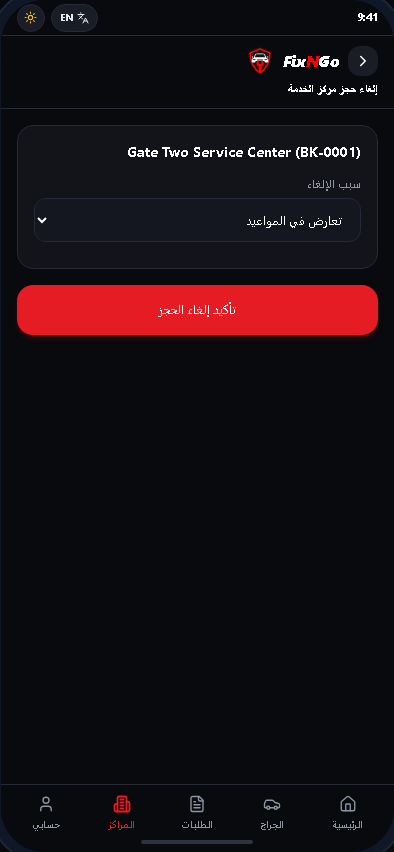 9:41
EN
FixNGo
إلغاء حجز مركز الخدمة
Gate Two Service Center (BK-0001)
سبب الإلغاء
تعارض في المواعيد
تأكيد إلغاء الحجز
الرئيسية
الجراج
الطلبات
المراكز
حسابي